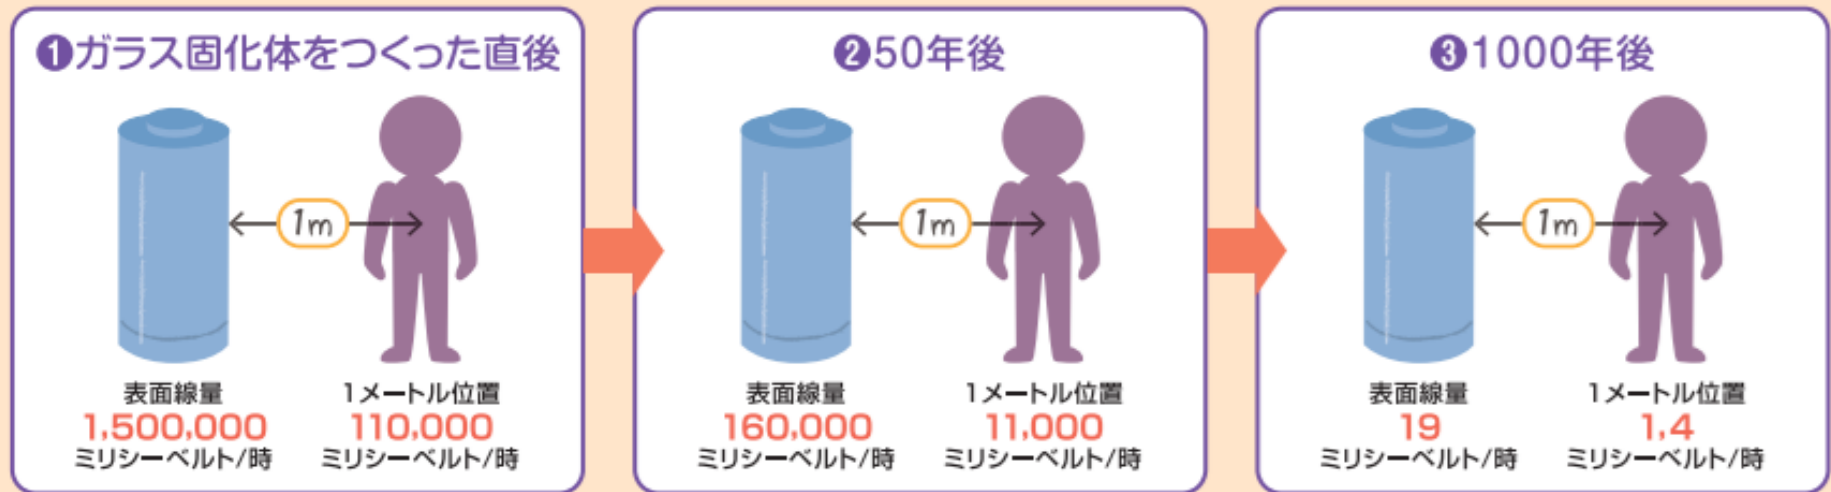 ❶ガラス固化体をつくった直後
1m
表面線量
1,500,000
ミリシーベルト/時
1メートル位置
110,000
ミリシーベルト/時
❷50年後
1m
表面線量
160,000
ミリシーベルト/時
1メートル位置
11,000
ミリシーベルト/時
❸1000年後
1m
表面線量
19
ミリシーベルト/時
1メートル位置
1,4
ミリシーベルト/時